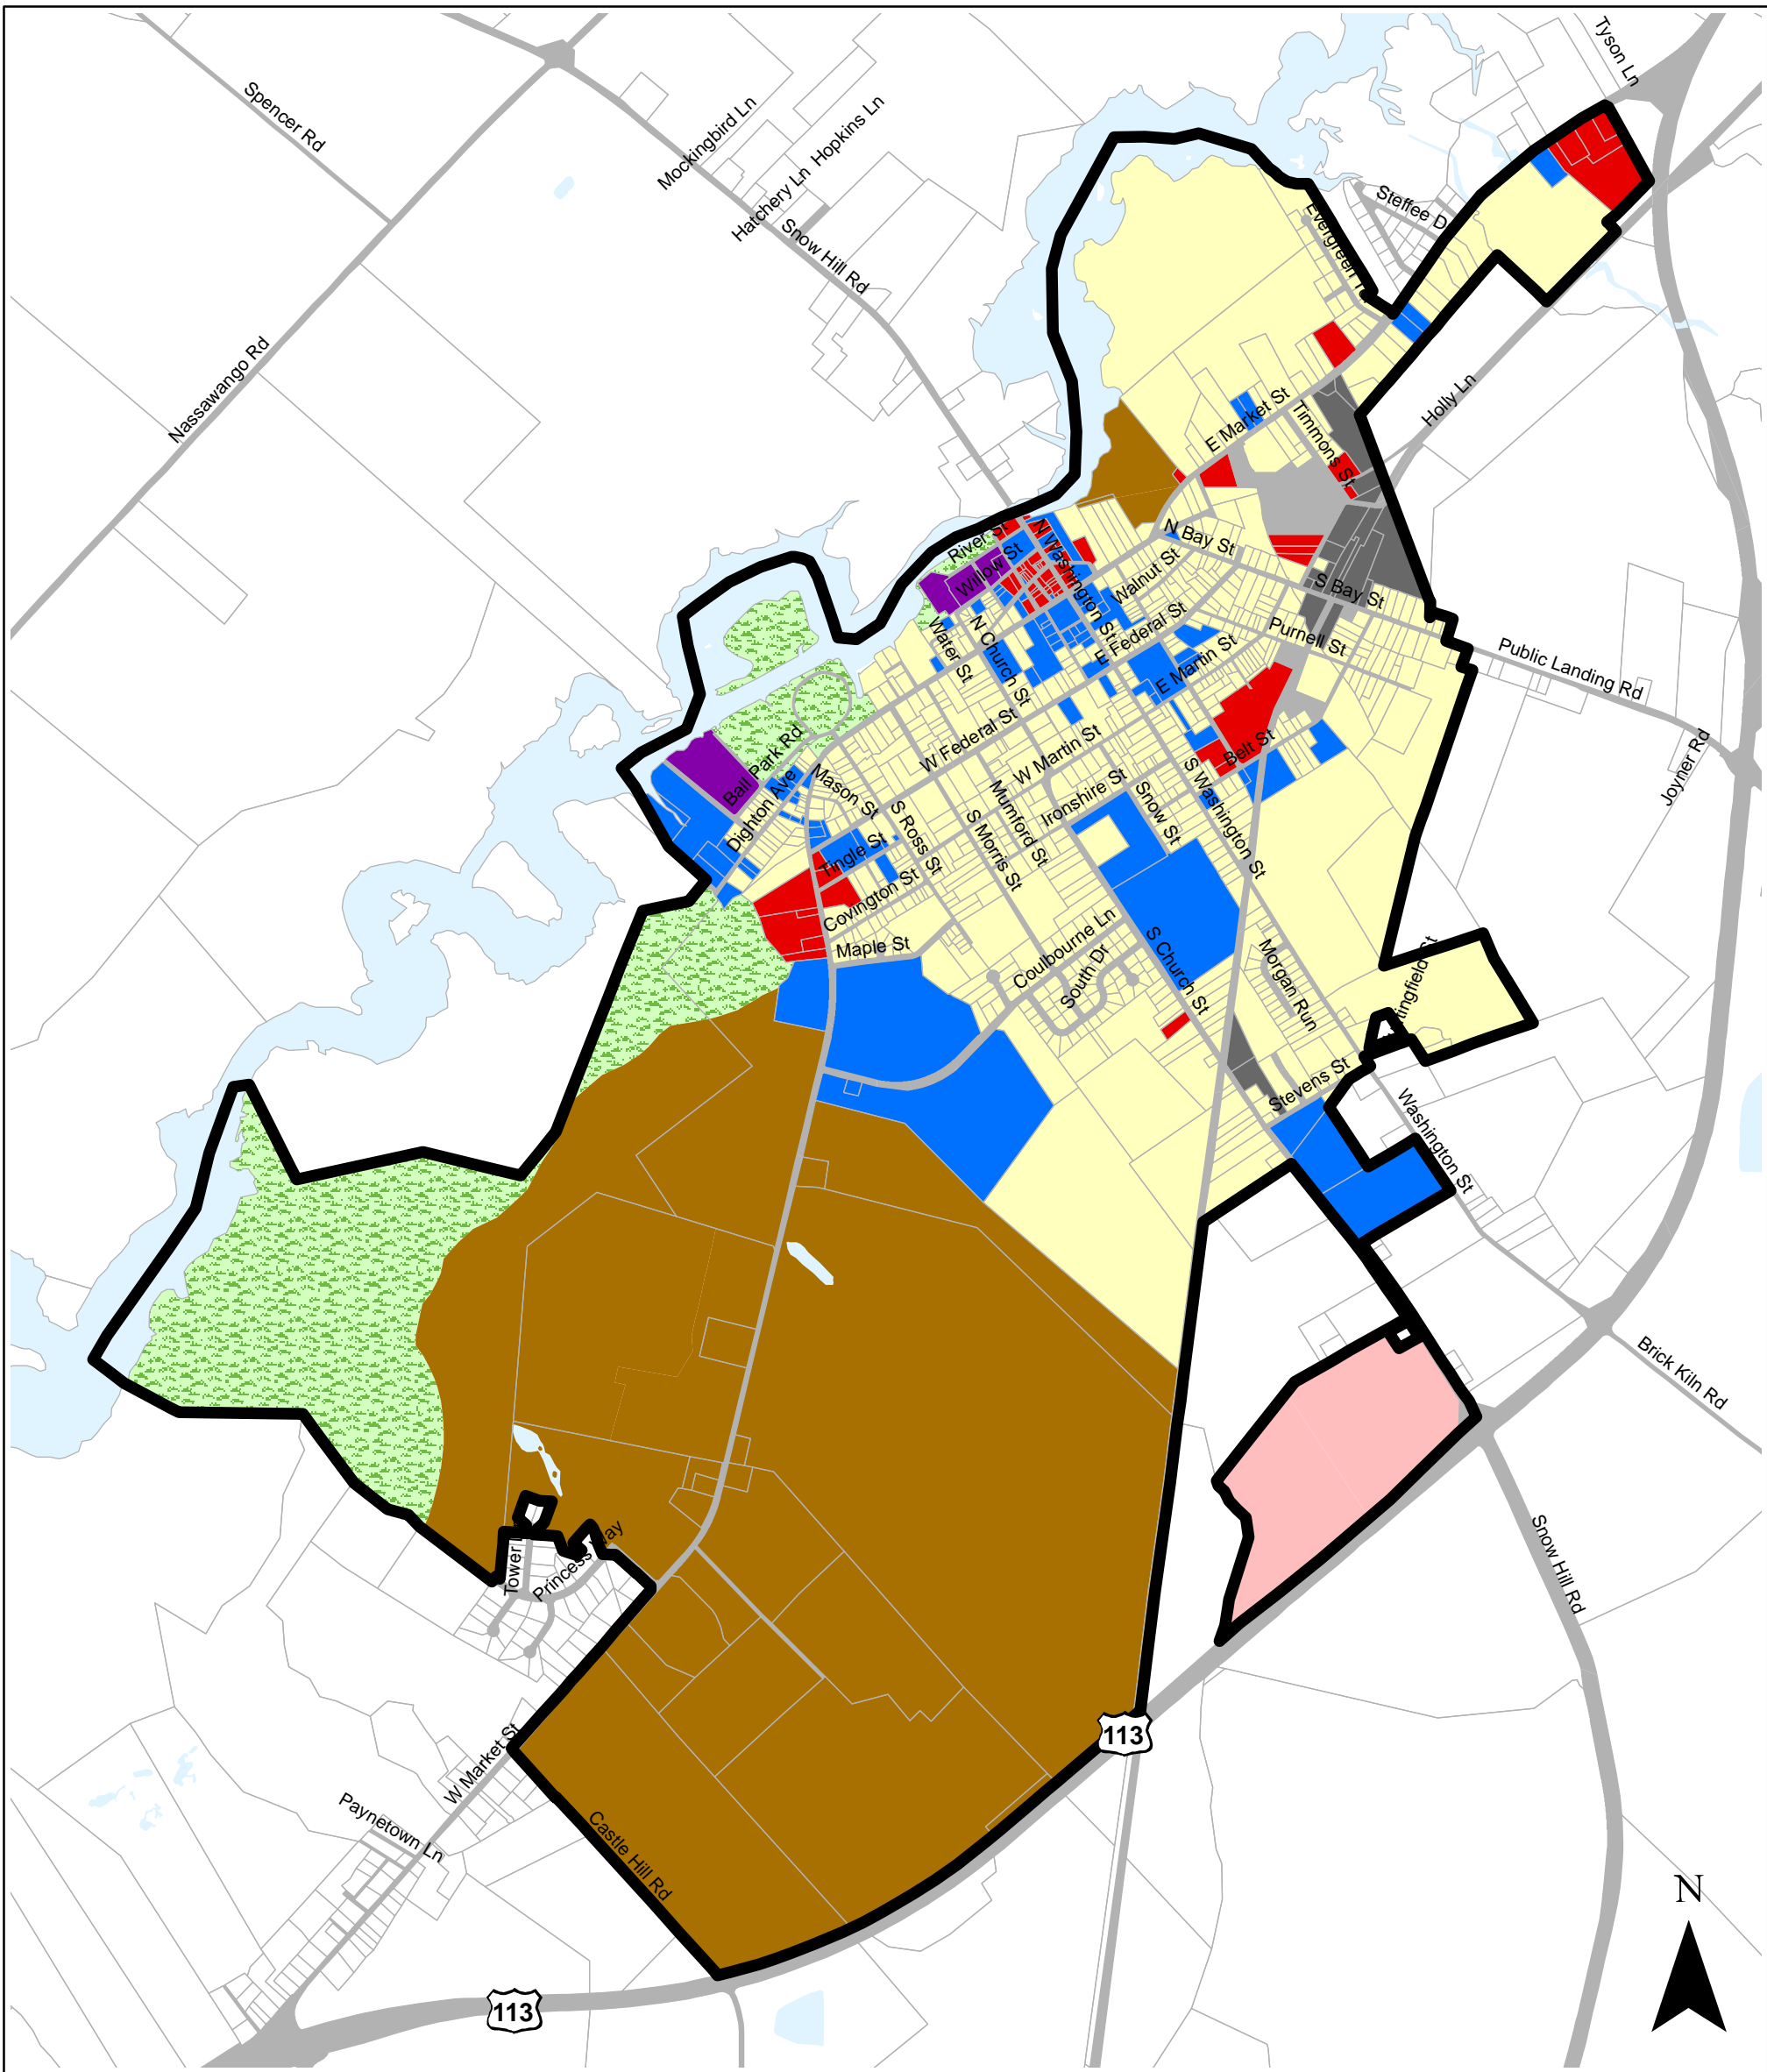 Tyson Ln
Spencer Rd
Mockingbird Ln
Hopkins Ln
Hatchery Ln
Snow Hill Rd
Steffee D
Evergreen
Nassawango Rd
Holly Ln
E Market St
Timmons St
River St
N Washington St
N Bay St
Willow St
Walnut St
S Bay St
Water St
N Church St
E Federal St
Purnell St
E Martin St
Public Landing Rd
W Federal St
Ball Park Rd
Belt St
W Martin St
Joyner Rd
Mason St
Dighton Ave
S Washington St
Ironshire St
Snow St
Mumford St
S Ross St
S Morris St
Tingle St
Covington St
Maple St
Coulbourne Ln
South Dr
S Church St
Morgan Run
tingfield St
Stevens St
Washington St
Brick Kiln Rd
Snow Hill Rd
Tower
Princess Way
113
W Market St
Paynetown Ln
Castle Hill Rd
N
113